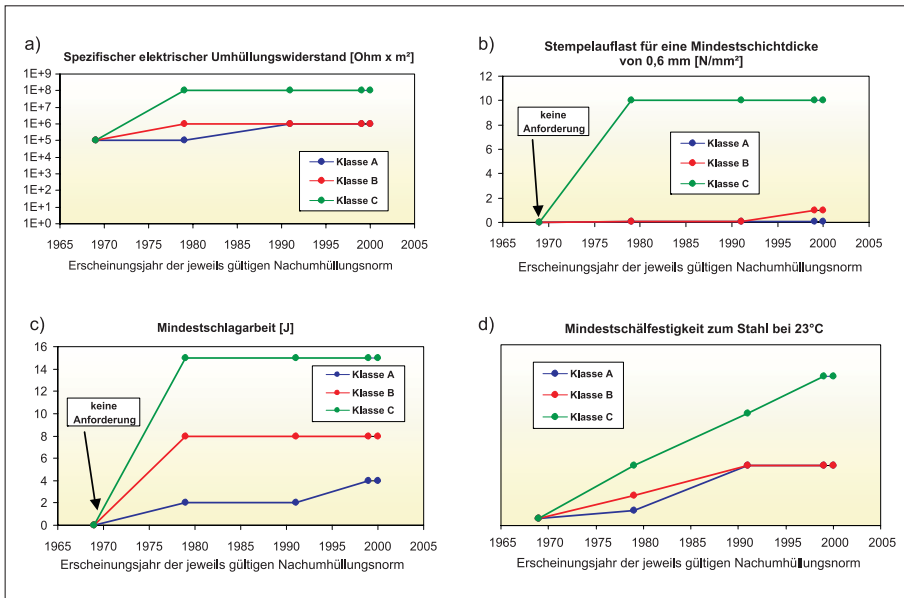 a)
Spezifischer elektrischer Umhüllungswiderstand [Ohm x m²]
1E+9
1E+8
1E+7
1E+6
1E+5
1E+4
1E+3
1E+2
1E+1
1E+0
Klasse A
Klasse B
Klasse C
1965 1970 1975 1980 1985 1990 1995 2000 2005
Erscheinungsjahr der jeweils gültigen Nachumhüllungsnorm
b)
Stempelauflast für eine Mindestschichtdicke
von 0,6 mm [N/mm²]
12
10
8
6
4
2
0
keine
Anforderung
Klasse A
Klasse B
Klasse C
1965 1970 1975 1980 1985 1990 1995 2000 2005
Erscheinungsjahr der jeweils gültigen Nachumhüllungsnorm
c)
Mindestschlagarbeit [J]
16
14
12
10
8
6
4
2
0
keine
Anforderung
Klasse A
Klasse B
Klasse C
1965 1970 1975 1980 1985 1990 1995 2000 2005
Erscheinungsjahr der jeweils gültigen Nachumhüllungsnorm
d)
Mindestschälfestigkeit zum Stahl bei 23°C
Klasse A
Klasse B
Klasse C
1965 1970 1975 1980 1985 1990 1995 2000 2005
Erscheinungsjahr der jeweils gültigen Nachumhüllungsnorm